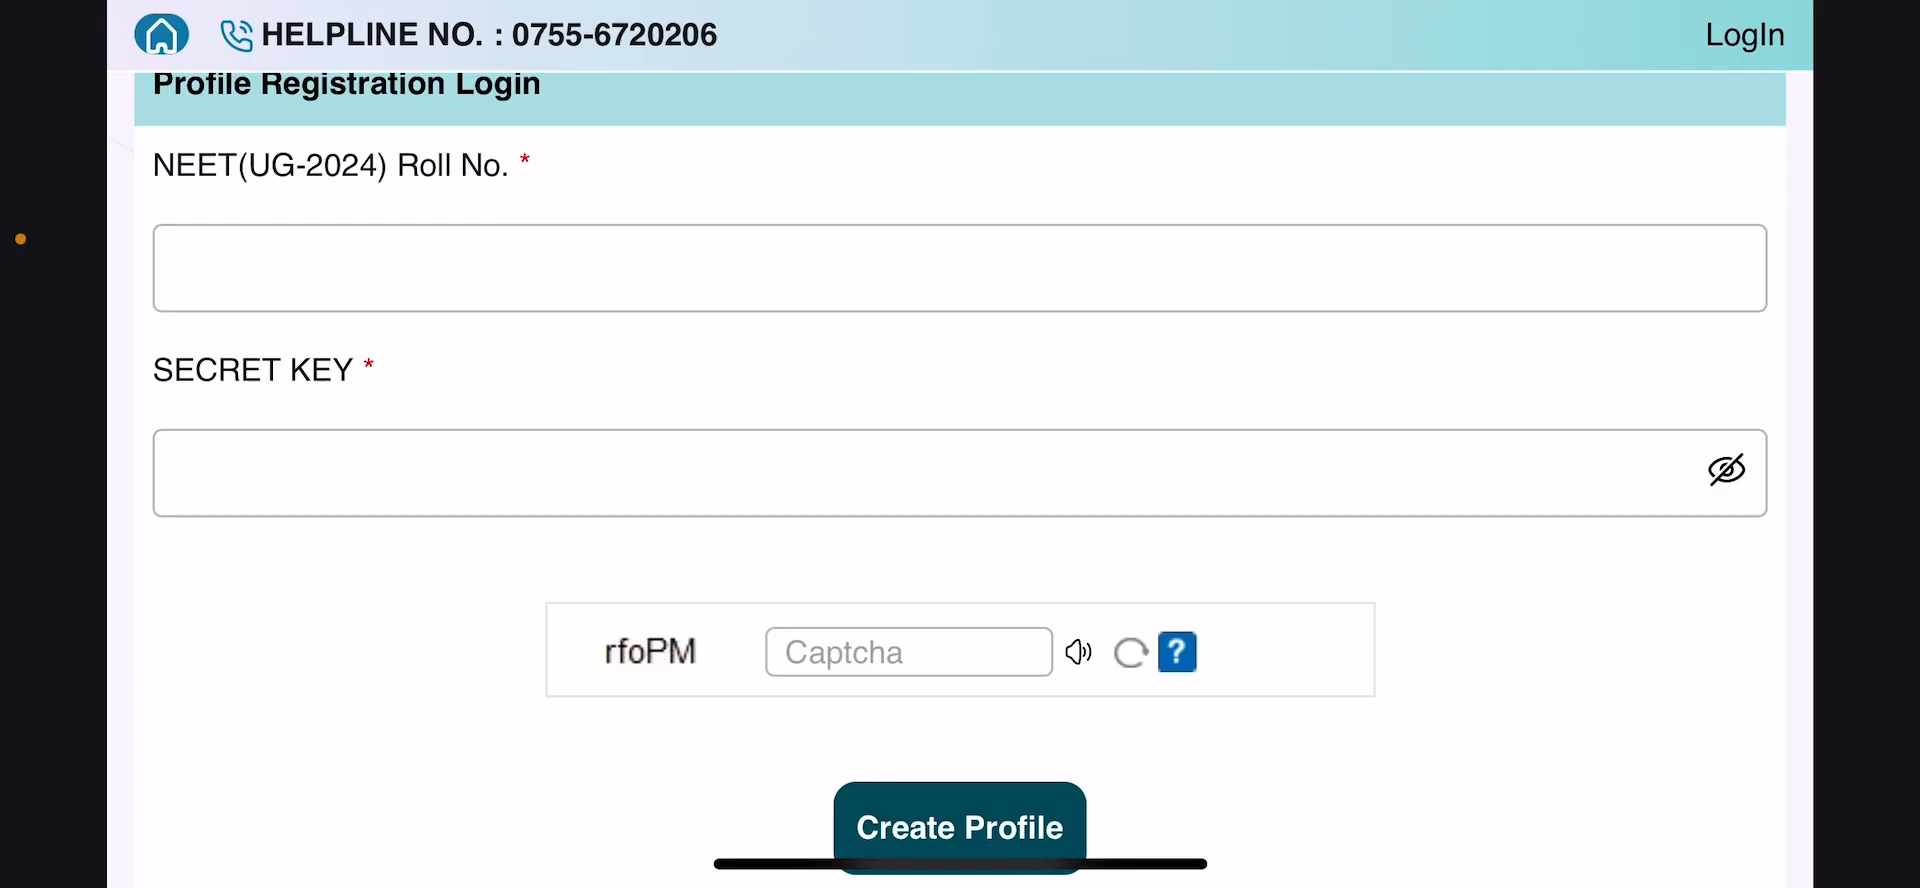 HELPLINE NO. : 0755-6720206
LogIn
Profile Registration Login
NEET(UG-2024) Roll No. *
SECRET KEY *
rfoPM
Captcha
?
Create Profile